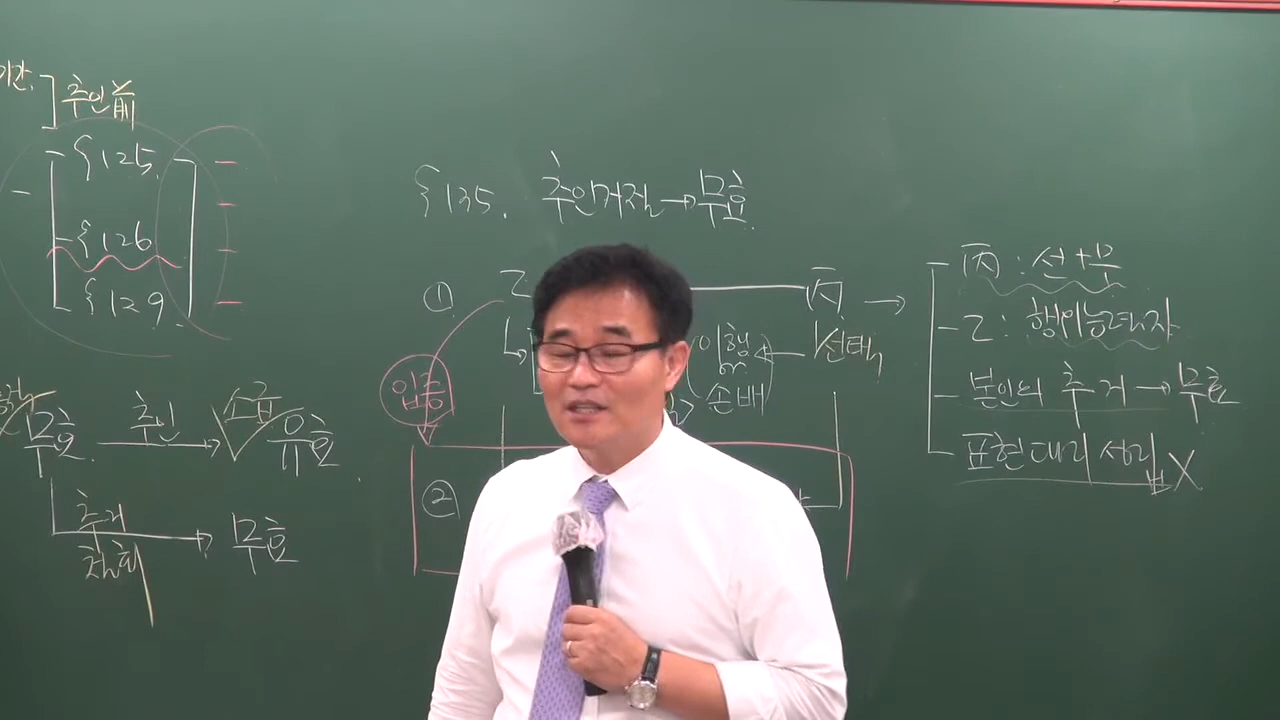 추인前
§125
§126
§129
무효 추인 소급 유효
추거 무효
철회
§135. 추인거절 → 무효
① 乙 丙 →
이행 ← 선택
손배
입증
②
丙 : 선+무
乙 : 행위능력자
본인의 추거 → 무효
표현대리 성립 X